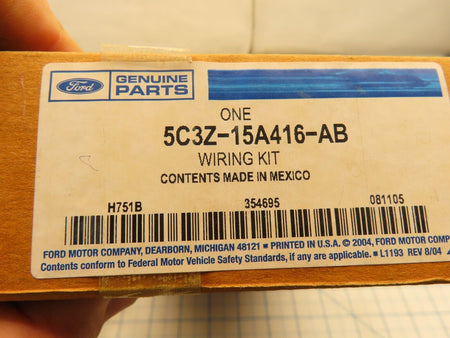 Ford
GENUINE
PARTS
ONE
5C3Z-15A416-AB
WIRING KIT
CONTENTS MADE IN MEXICO
H751B 354695 081105
FORD MOTOR COMPANY, DEARBORN, MICHIGAN 48121 ▪ PRINTED IN U.S.A. © 2004, FORD MOTOR COMP
Contents conform to Federal Motor Vehicle Safety Standards, if any are applicable. ▪ L1193 REV 8/04